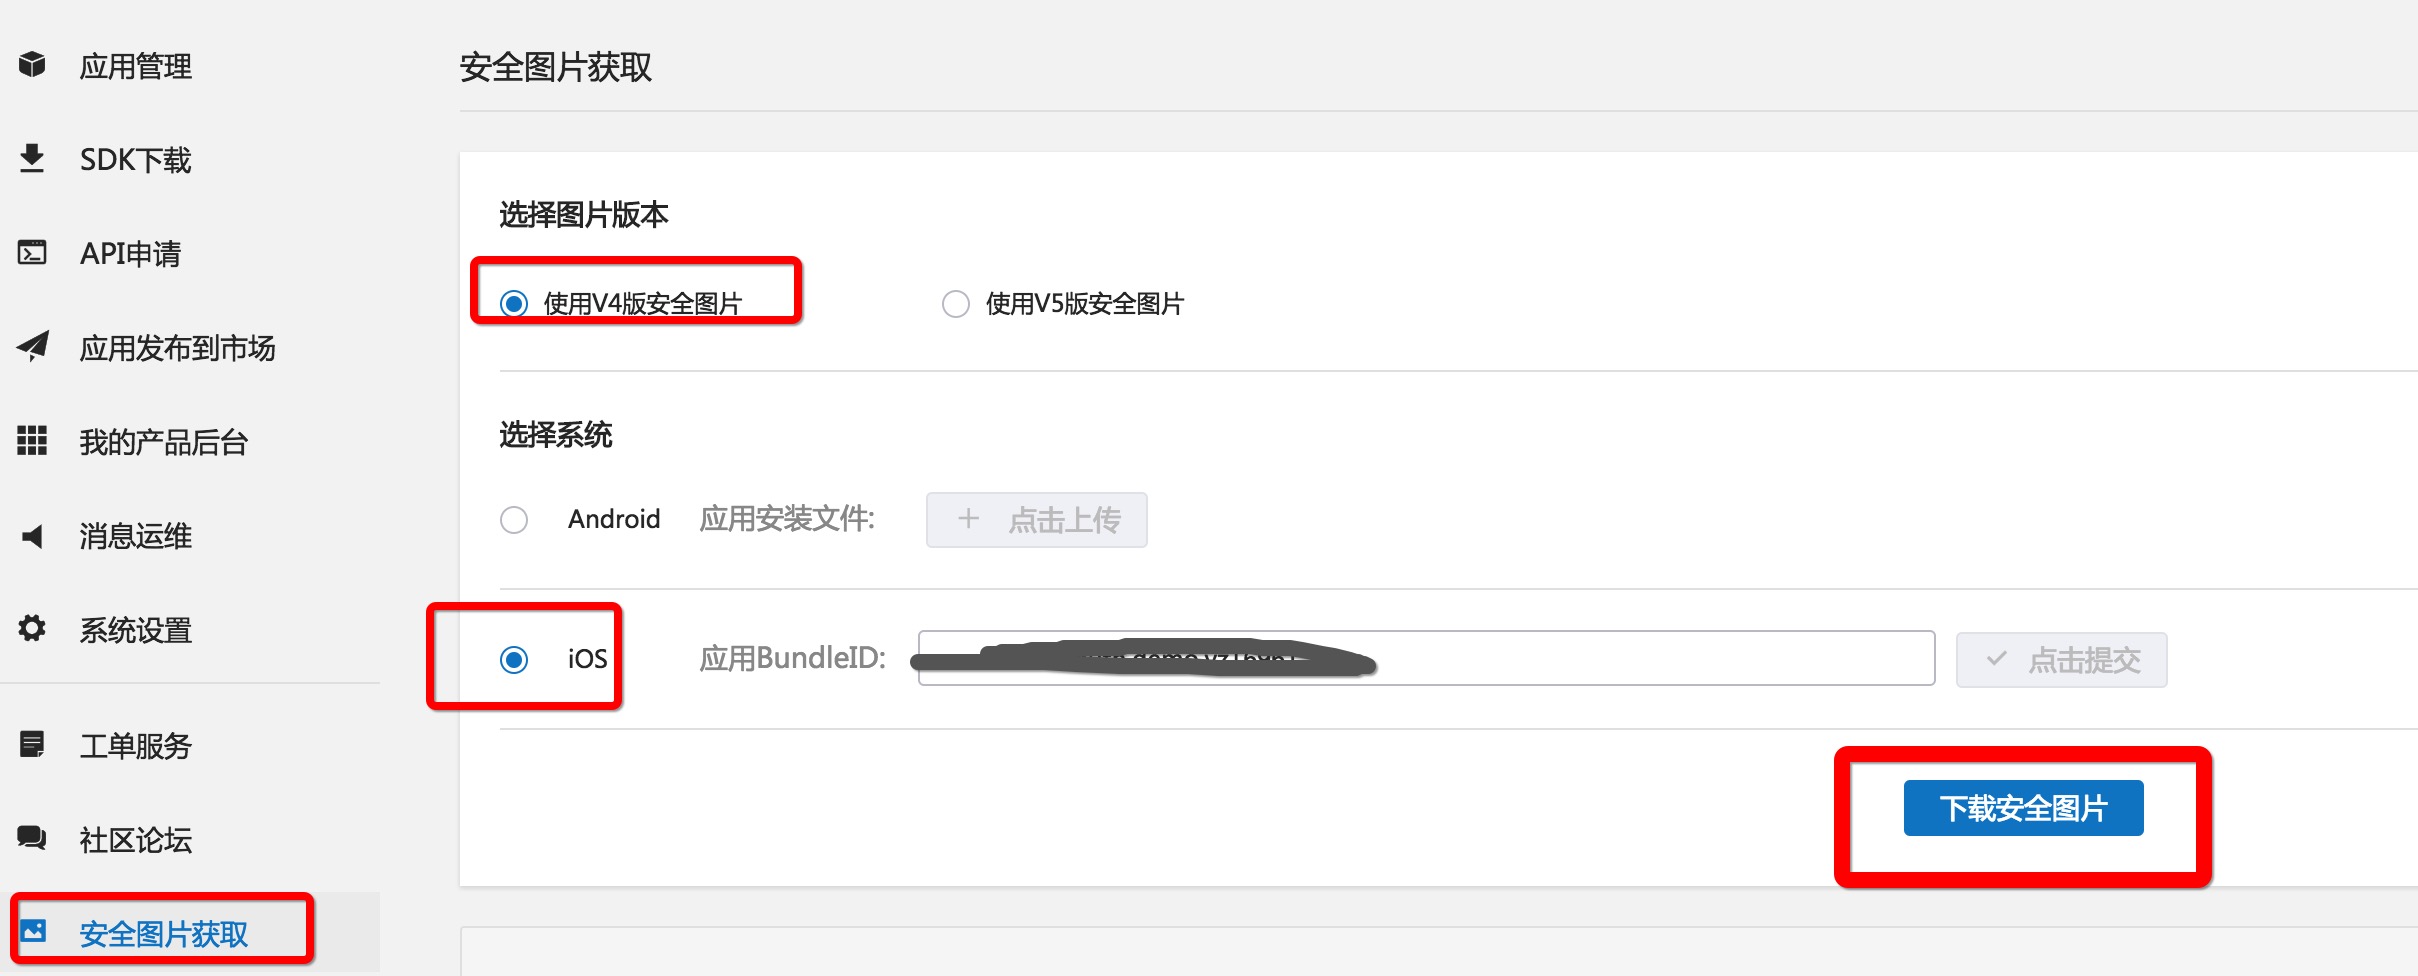 应用管理
SDK下载
API申请
应用发布到市场
我的产品后台
消息运维
系统设置
工单服务
社区论坛
安全图片获取
安全图片获取
选择图片版本
使用V4版安全图片
使用V5版安全图片
选择系统
Android 应用安装文件: 点击上传
iOS 应用BundleID: 点击提交
下载安全图片